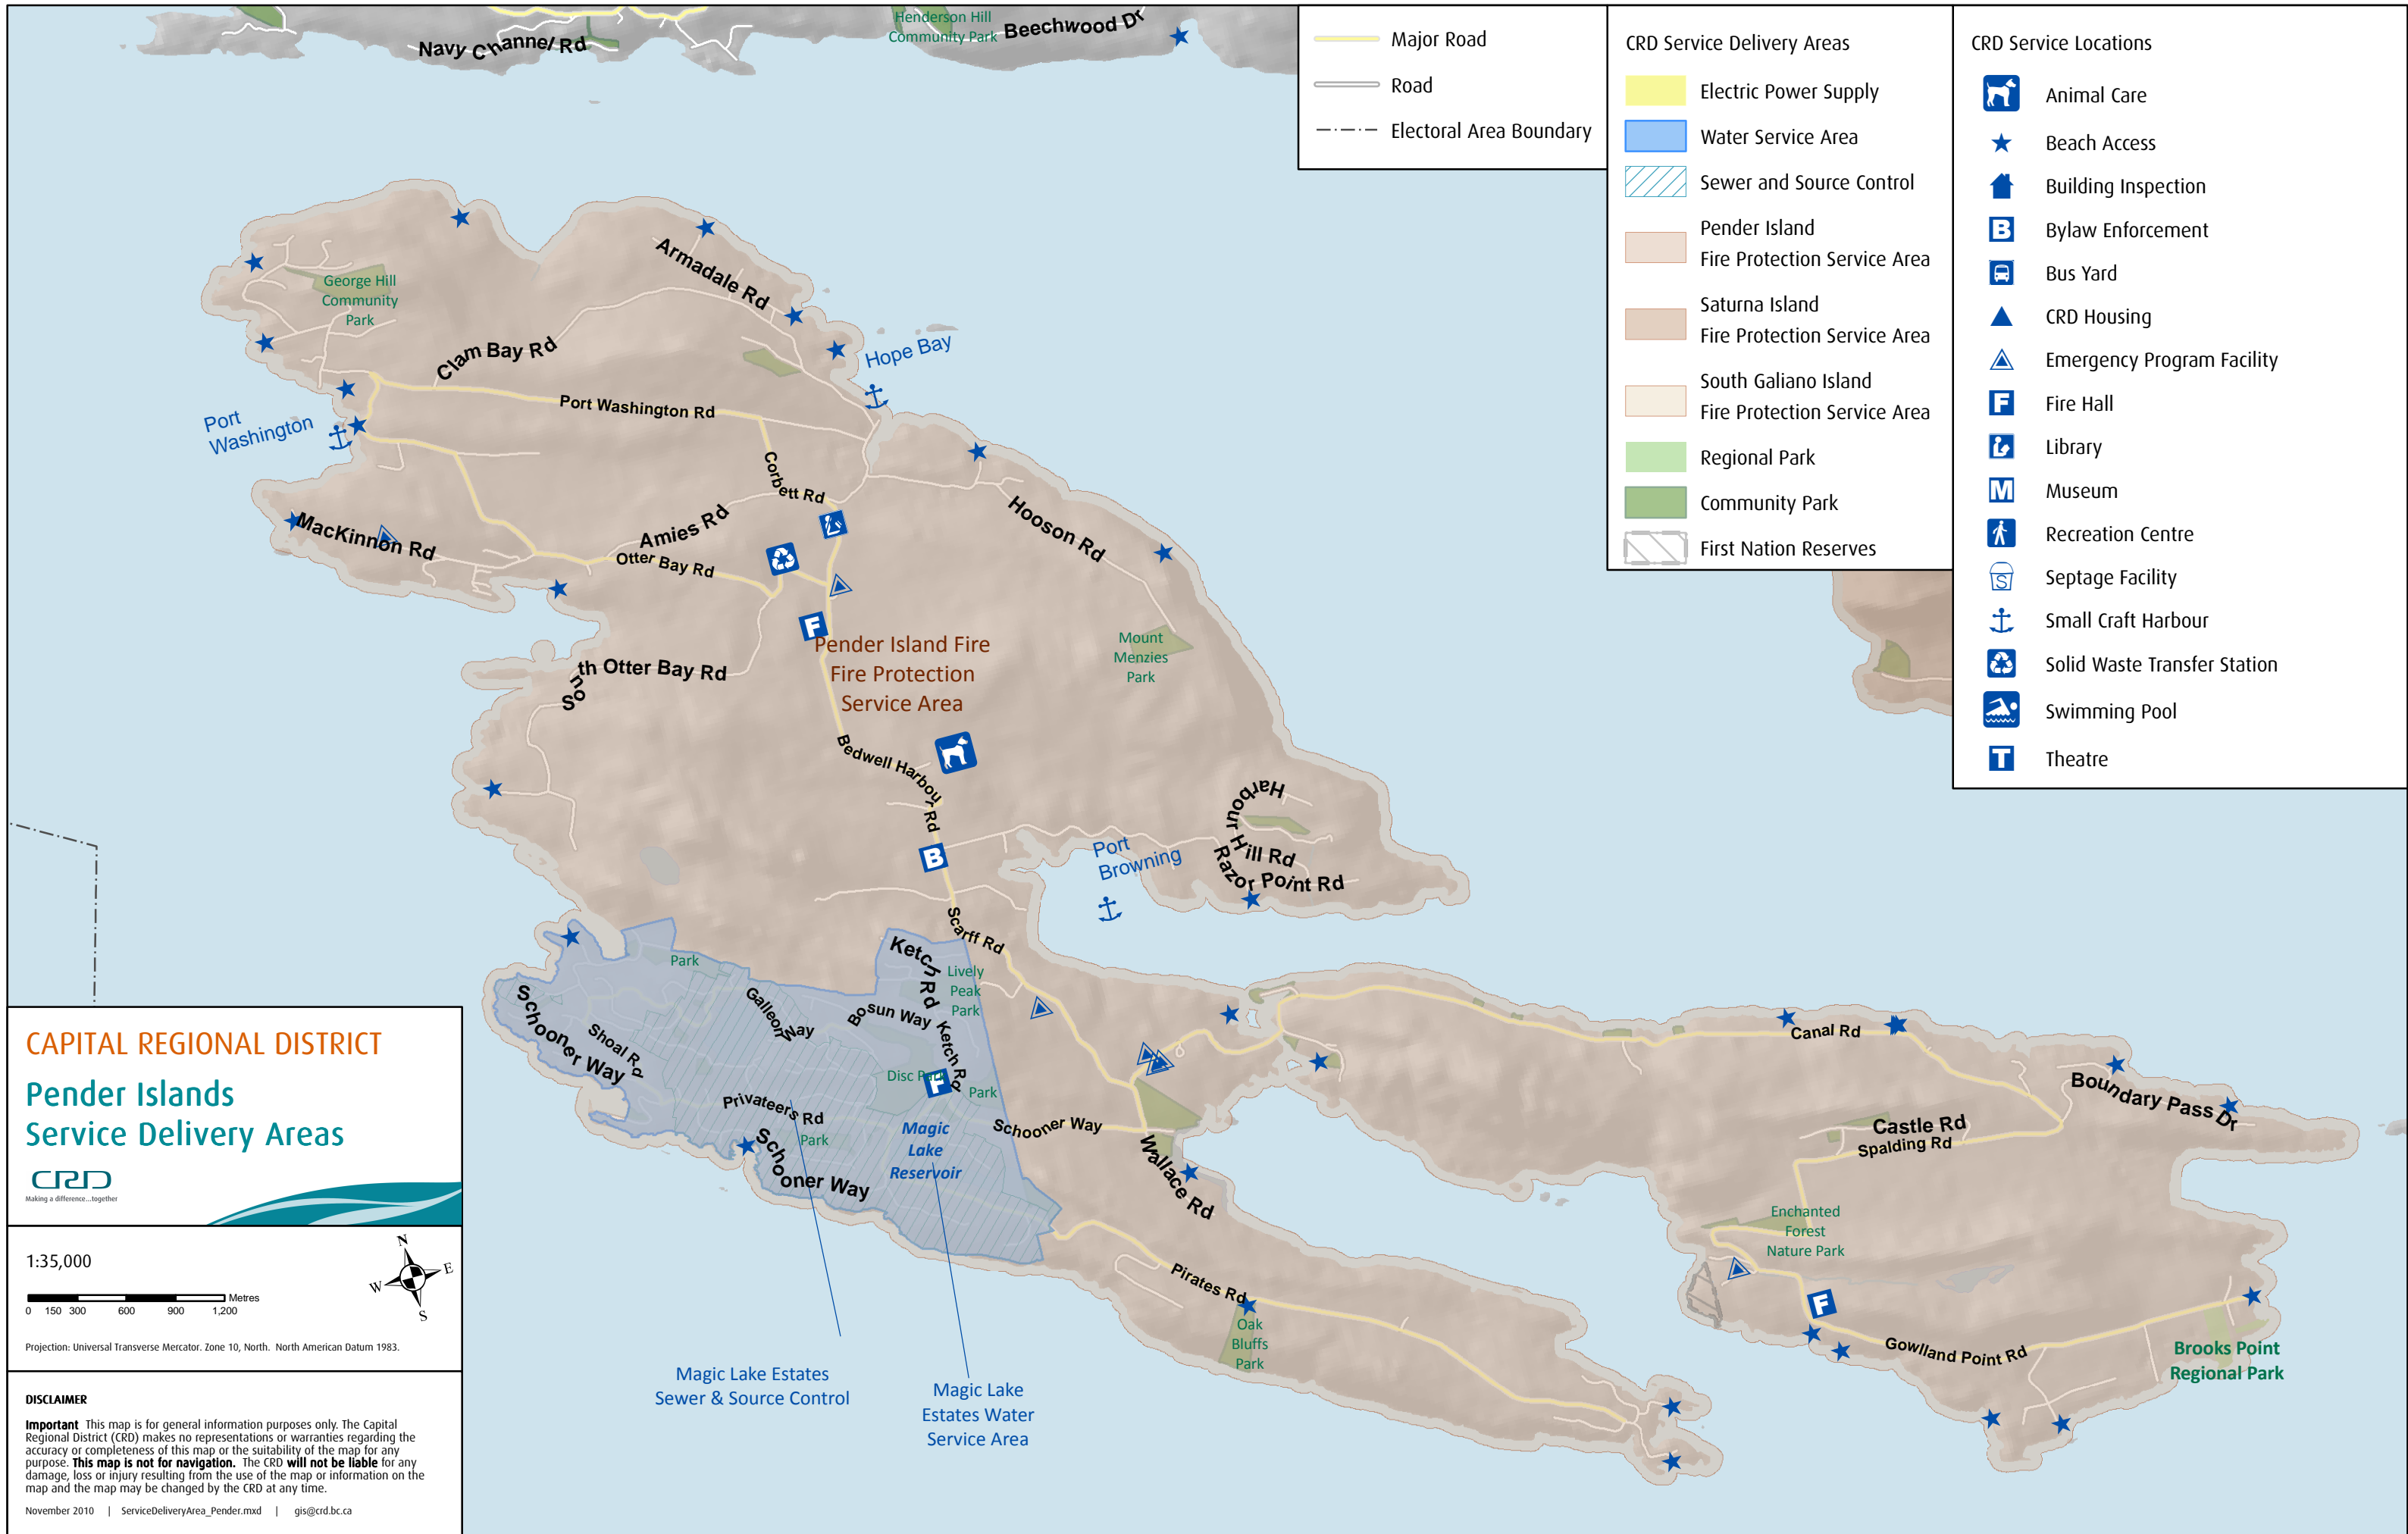 Henderson Hill
Community Park
Beechwood Dr
Navy Channel Rd
Major Road
Road
Electoral Area Boundary
CRD Service Delivery Areas
Electric Power Supply
Water Service Area
Sewer and Source Control
Pender Island
Fire Protection Service Area
Saturna Island
Fire Protection Service Area
South Galiano Island
Fire Protection Service Area
Regional Park
Community Park
First Nation Reserves
CRD Service Locations
Animal Care
Beach Access
Building Inspection
B
Bylaw Enforcement
Bus Yard
CRD Housing
Emergency Program Facility
F
Fire Hall
Library
M
Museum
Recreation Centre
S
Septage Facility
Small Craft Harbour
Solid Waste Transfer Station
Swimming Pool
T
Theatre
Armadale Rd
George Hill
Community
Park
Clam Bay Rd
Hope Bay
Port Washington Rd
Port
Washington
Corbett Rd
Hooson Rd
MacKinnon Rd
Amies Rd
Otter Bay Rd
F
Pender Island Fire
Fire Protection
Service Area
Mount
Menzies
Park
South Otter Bay Rd
Bedwell Harbour Rd
Harbour Hill Rd
B
Port
Browning
Razor Point Rd
Scarff Rd
Ketch Rd
Park
Lively
Peak
Park
Schooner Way
Galleon Way
Bosun Way
Shoal Rd
Ketch Rd
Canal Rd
Disc Park
F
Park
Boundary Pass Dr
Privateers Rd
Park
Magic
Lake
Reservoir
Schooner Way
Castle Rd
Spalding Rd
Schooner Way
Wallace Rd
Enchanted
Forest
Nature Park
Pirates Rd
F
Oak
Bluffs
Park
Gowlland Point Rd
Brooks Point
Regional Park
Magic Lake Estates
Sewer & Source Control
Magic Lake
Estates Water
Service Area
CAPITAL REGIONAL DISTRICT
Pender Islands
Service Delivery Areas
CRD
Making a difference...together
1:35,000
N
W
E
S
Metres
0 150 300 600 900 1,200
Projection: Universal Transverse Mercator. Zone 10, North. North American Datum 1983.
DISCLAIMER
Important This map is for general information purposes only. The Capital
Regional District (CRD) makes no representations or warranties regarding the
accuracy or completeness of this map or the suitability of the map for any
purpose. This map is not for navigation. The CRD will not be liable for any
damage, loss or injury resulting from the use of the map or information on the
map and the map may be changed by the CRD at any time.
November 2010 | ServiceDeliveryArea_Pender.mxd | gis@crd.bc.ca